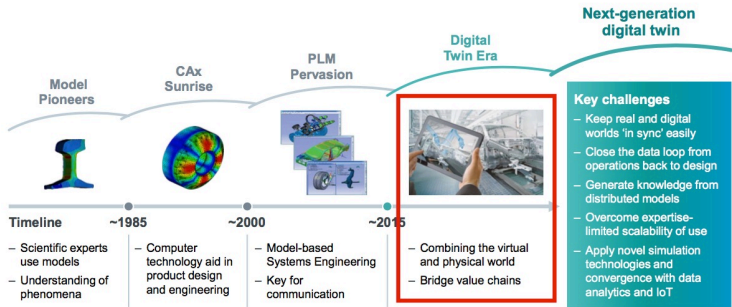 Model
Pioneers
CAx
Sunrise
PLM
Pervasion
Digital
Twin Era
Next-generation
digital twin
Timeline
~1985
~2000
~2015
– Scientific experts
use models
– Understanding of
phenomena
– Computer
technology aid in
product design
and engineering
– Model-based
Systems Engineering
– Key for
communication
– Combining the virtual
and physical world
– Bridge value chains
Key challenges
– Keep real and digital
worlds ‘in sync’ easily
– Close the data loop from
operations back to design
– Generate knowledge from
distributed models
– Overcome expertise-
limited scalability of use
– Apply novel simulation
technologies and
convergence with data
analytics and IoT